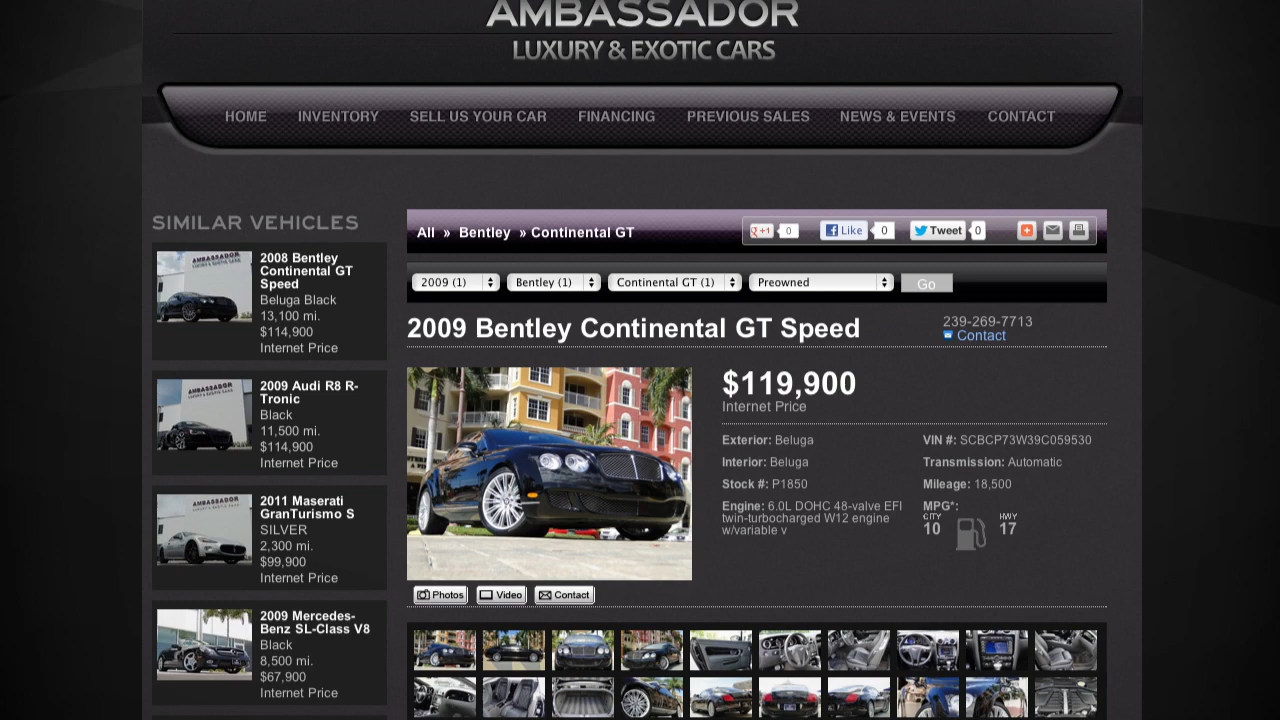 AMBASSADOR
LUXURY & EXOTIC CARS
HOME
INVENTORY
SELL US YOUR CAR
FINANCING
PREVIOUS SALES
NEWS & EVENTS
CONTACT
SIMILAR VEHICLES
2008 Bentley
Continental GT
Speed
Beluga Black
13,100 mi.
$114,900
Internet Price
2009 Audi R8 R-
Tronic
Black
11,500 mi.
$114,900
Internet Price
2011 Maserati
GranTurismo S
SILVER
2,300 mi.
$99,900
Internet Price
2009 Mercedes-
Benz SL-Class V8
Black
8,500 mi.
$67,900
Internet Price
All » Bentley » Continental GT
g +1 0
Like 0
Tweet 0
2009 (1)
Bentley (1)
Continental GT (1)
Preowned
Go
2009 Bentley Continental GT Speed
239-269-7713
Contact
$119,900
Internet Price
Exterior: Beluga
Interior: Beluga
Stock #: P1850
Engine: 6.0L DOHC 48-valve EFI
twin-turbocharged W12 engine
w/variable v
VIN #: SCBCP73W39C059530
Transmission: Automatic
Mileage: 18,500
MPG*:
CITY
10
HWY
17
Photos
Video
Contact